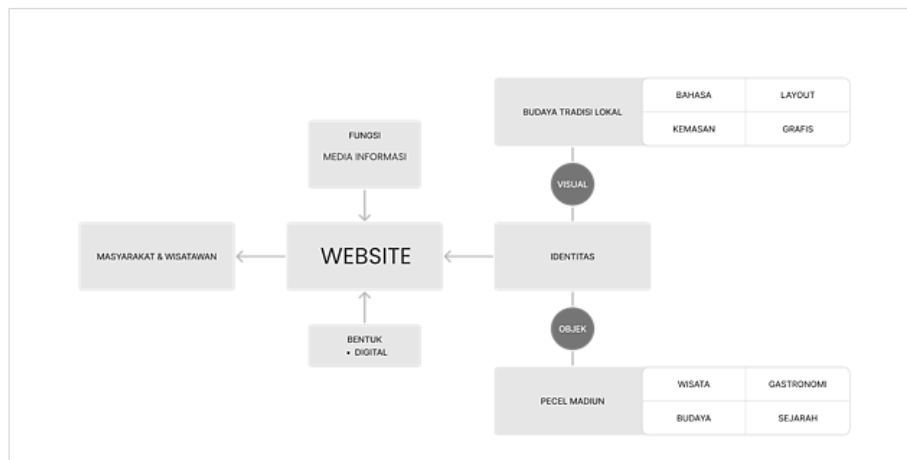 BUDAYA TRADISI LOKAL
BAHASA
LAYOUT
KEMASAN
GRAFIS
FUNGSI
MEDIA INFORMASI
VISUAL
MASYARAKAT & WISATAWAN
WEBSITE
IDENTITAS
BENTUK
• DIGITAL
OBJEK
PECEL MADIUN
WISATA
GASTRONOMI
BUDAYA
SEJARAH